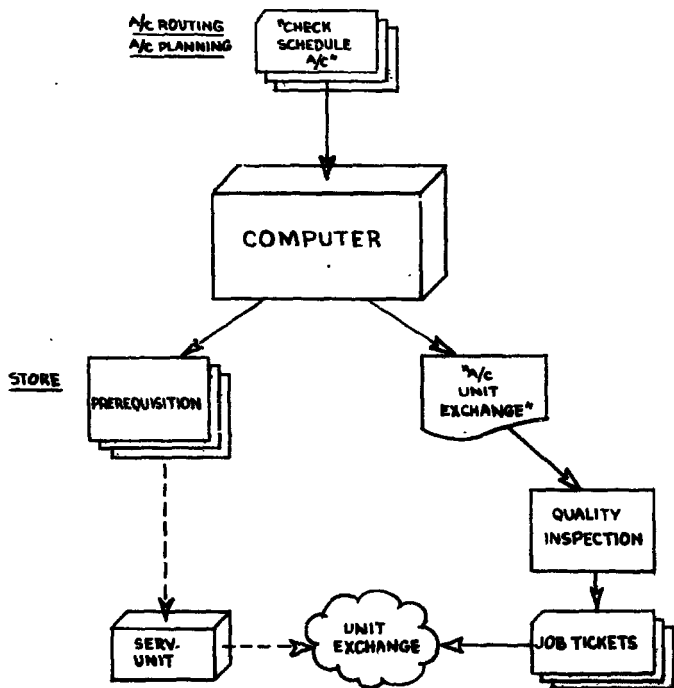 A/C ROUTING
A/C PLANNING
"CHECK
SCHEDULE
A/C"
COMPUTER
STORE
PREREQUISITION
"A/C
UNIT
EXCHANGE"
QUALITY
INSPECTION
SERV-
UNIT
UNIT
EXCHANGE
JOB TICKETS